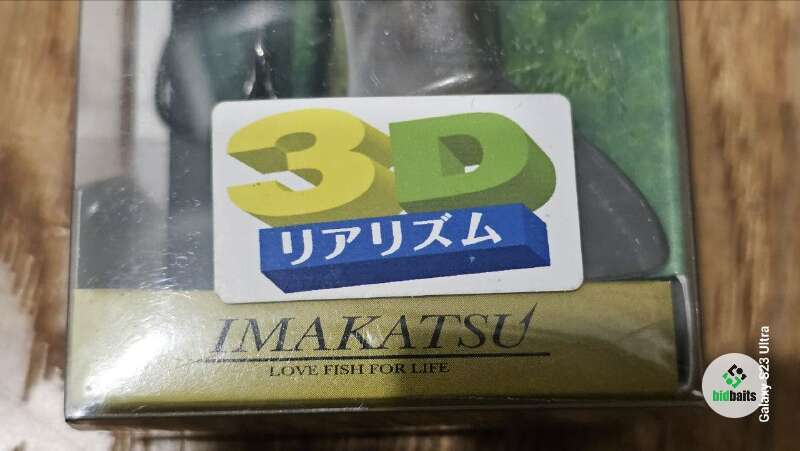 3D
リアリズム
IMAKATSU
LOVE FISH FOR LIFE
bidbaits
Galaxy S23 Ultra